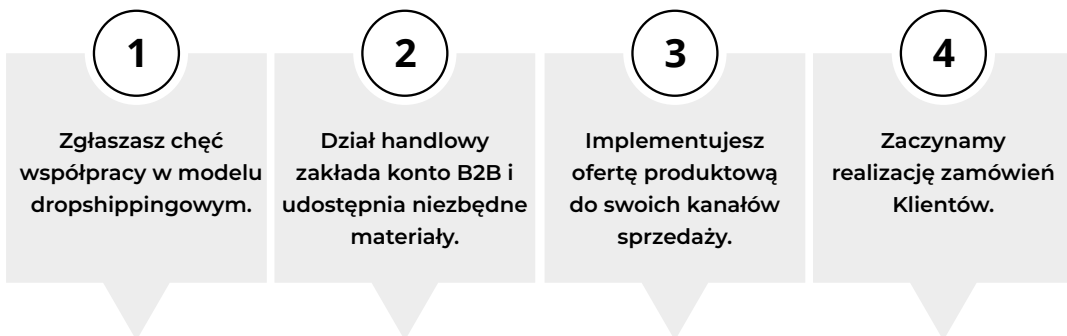 1
Zgłaszasz chęć
współpracy w modelu
dropshippingowym.
2
Dział handlowy
zakłada konto B2B i
udostępnia niezbędne
materiały.
3
Implementujesz
ofertę produktową
do swoich kanałów
sprzedaży.
4
Zaczynamy
realizację zamówień
Klientów.